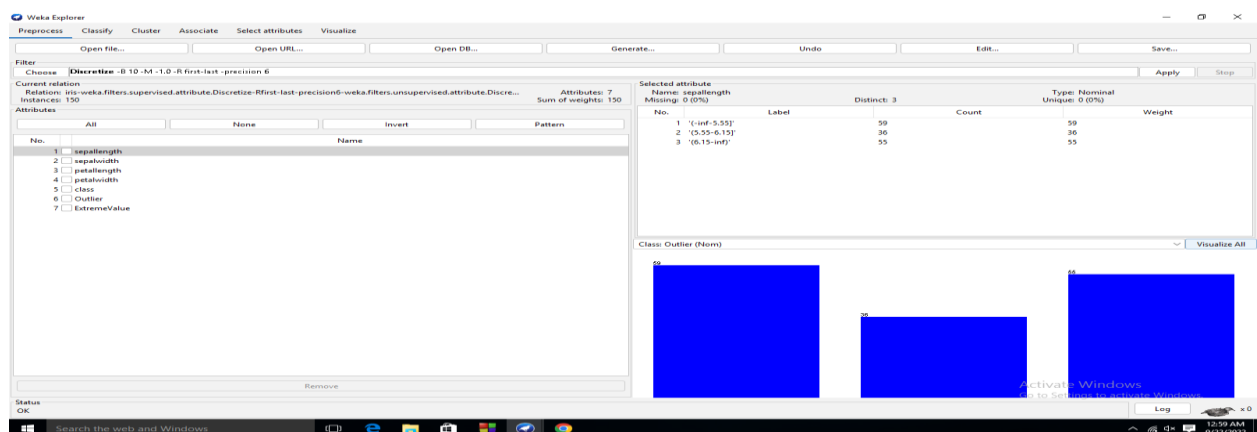 Weka Explorer
Preprocess Classify Cluster Associate Select attributes Visualize
Open file... Open URL... Open DB... Generate... Undo Edit... Save...
Filter
Choose Discretize -B 10 -M -1.0 -R first-last -precision 6 Apply Stop
Current relation
Relation: iris-weka.filters.supervised.attribute.Discretize-Rfirst-last-precision6-weka.filters.unsupervised.attribute.Discre... Attributes: 7
Instances: 150 Sum of weights: 150
Attributes
All None Invert Pattern
No. Name
1 sepallength
2 sepalwidth
3 petallength
4 petalwidth
5 class
6 Outlier
7 ExtremeValue
Remove
Selected attribute
Name: sepallength Type: Nominal
Missing: 0 (0%) Distinct: 3 Unique: 0 (0%)
No. Label Count Weight
1 '(-inf-5.55]' 59 59
2 '(5.55-6.15]' 36 36
3 '(6.15-inf)' 55 55
Class: Outlier (Nom) Visualize All
59
36
55
Activate Windows
Go to Settings to activate Windows.
Status
OK Log x 0
Search the web and Windows 12:59 AM